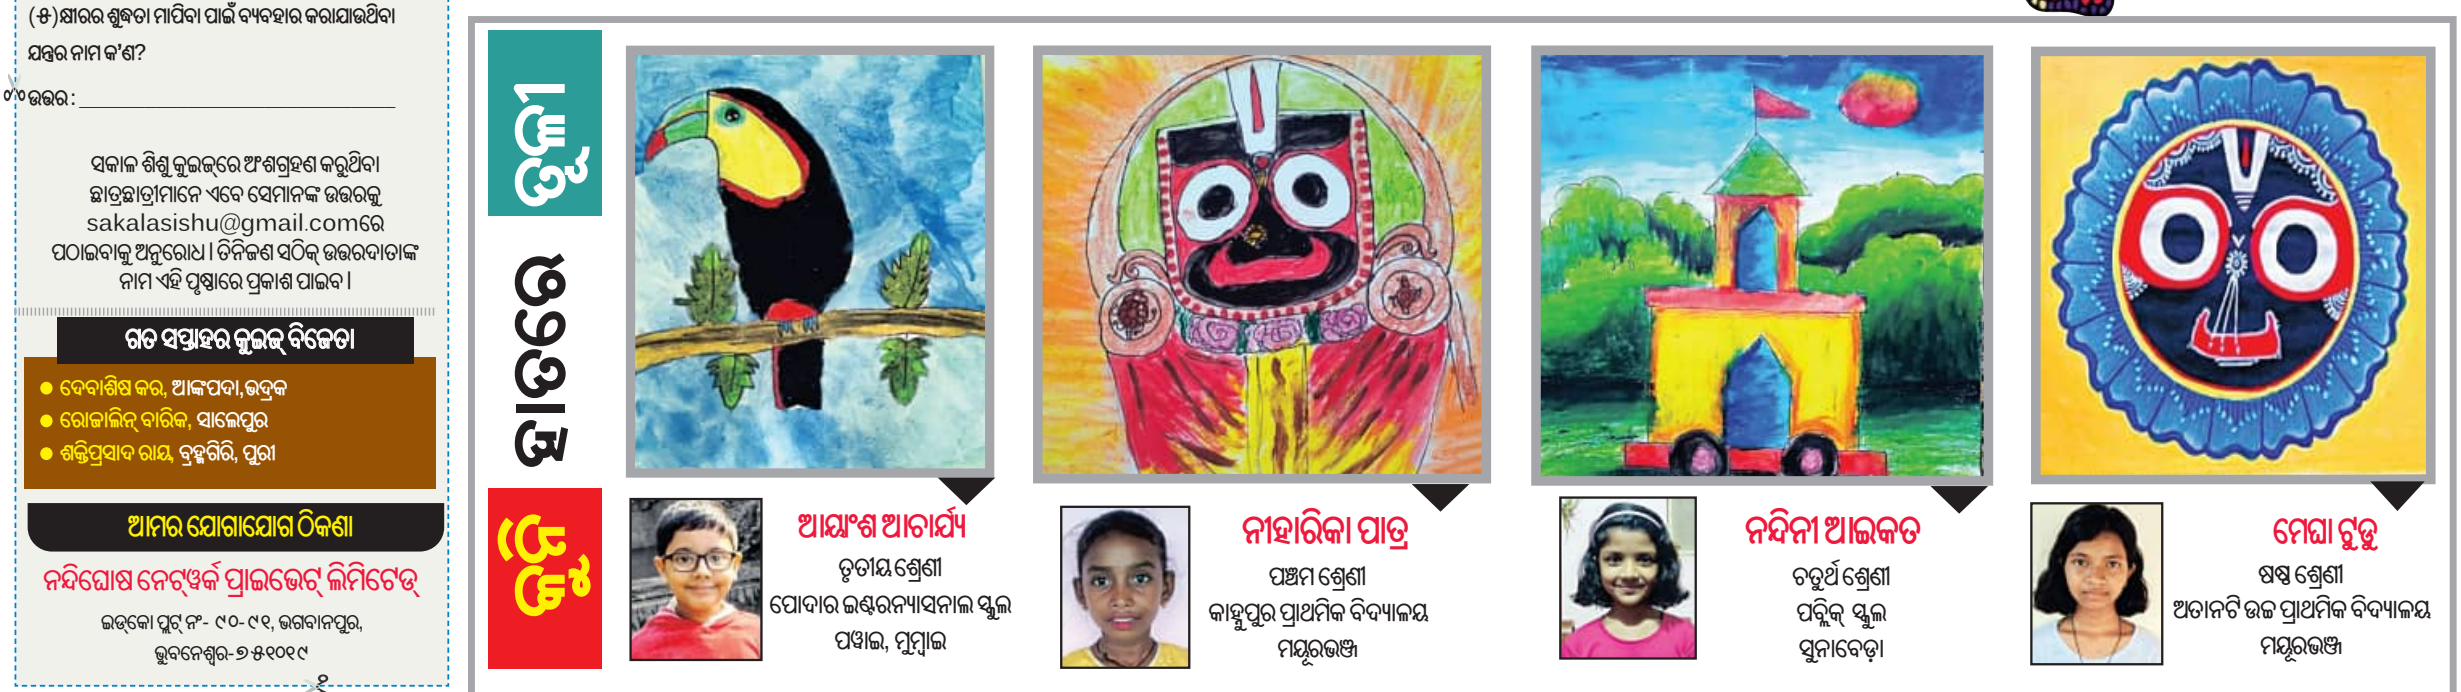 (୫)କ୍ଷୀରର ଶୁଦ୍ଧତା ମାପିବା ପାଇଁ ବ୍ୟବହାର କରାଯାଉଥିବା
ଯନ୍ତ୍ରର ନାମ କ'ଣ?
ଉତ୍ତର:
ସକାଳ ଶିଶୁ କୁଇଜ୍‌ରେ ଅଂଶଗ୍ରହଣ କରୁଥିବା
ଛାତ୍ରଛାତ୍ରୀମାନେ ଏବେ ସେମାନଙ୍କ ଉତ୍ତରକୁ
sakalasishu@gmail.comରେ
ପଠାଇବାକୁ ଅନୁରୋଧ। ତିନିଜଣ ସଠିକ୍ ଉତ୍ତରଦାତାଙ୍କ
ନାମ ଏହି ପୃଷ୍ଠାରେ ପ୍ରକାଶ ପାଇବ।
ଗତ ସପ୍ତାହର କୁଇଜ୍ ବିଜେତା
● ଦେବାଶିଷ କର, ଆଙ୍କପଦା,ଭଦ୍ରକ
● ରୋଜାଲିନ୍ ବାରିକ, ସାଲେପୁର
● ଶକ୍ତିପ୍ରସାଦ ରାୟ, ବ୍ରହ୍ମଗିରି, ପୁରୀ
ଆମର ଯୋଗାଯୋଗ ଠିକଣା
ନନ୍ଦିଘୋଷ ନେଟ୍‌ୱର୍କ ପ୍ରାଇଭେଟ୍ ଲିମିଟେଡ୍
ଇଡ୍‌କୋ ପ୍ଲଟ୍ ନଂ- ୯୦-୯୧, ଭଗବାନପୁର,
ଭୁବନେଶ୍ୱର-୭୫୧୦୧୯
କୁନି ହାତରେ ତୂଳୀ
ଆୟାଂଶ ଆଚାର୍ଯ୍ୟ
ତୃତୀୟ ଶ୍ରେଣୀ
ପୋଦାର ଇଣ୍ଟରନ୍ୟାସନାଲ ସ୍କୁଲ
ପୱାଇ, ମୁମ୍ବାଇ
ନୀହାରିକା ପାତ୍ର
ପଞ୍ଚମ ଶ୍ରେଣୀ
କାହ୍ନୁପୁର ପ୍ରାଥମିକ ବିଦ୍ୟାଳୟ
ମୟୂରଭଞ୍ଜ
ନନ୍ଦିନୀ ଆଇକତ
ଚତୁର୍ଥ ଶ୍ରେଣୀ
ପବ୍ଲିକ୍ ସ୍କୁଲ
ସୁନାବେଡ଼ା
ମେଘା ଟୁଡୁ
ଷଷ୍ଠ ଶ୍ରେଣୀ
ଅତାନଟି ଉଚ୍ଚ ପ୍ରାଥମିକ ବିଦ୍ୟାଳୟ
ମୟୂରଭଞ୍ଜ